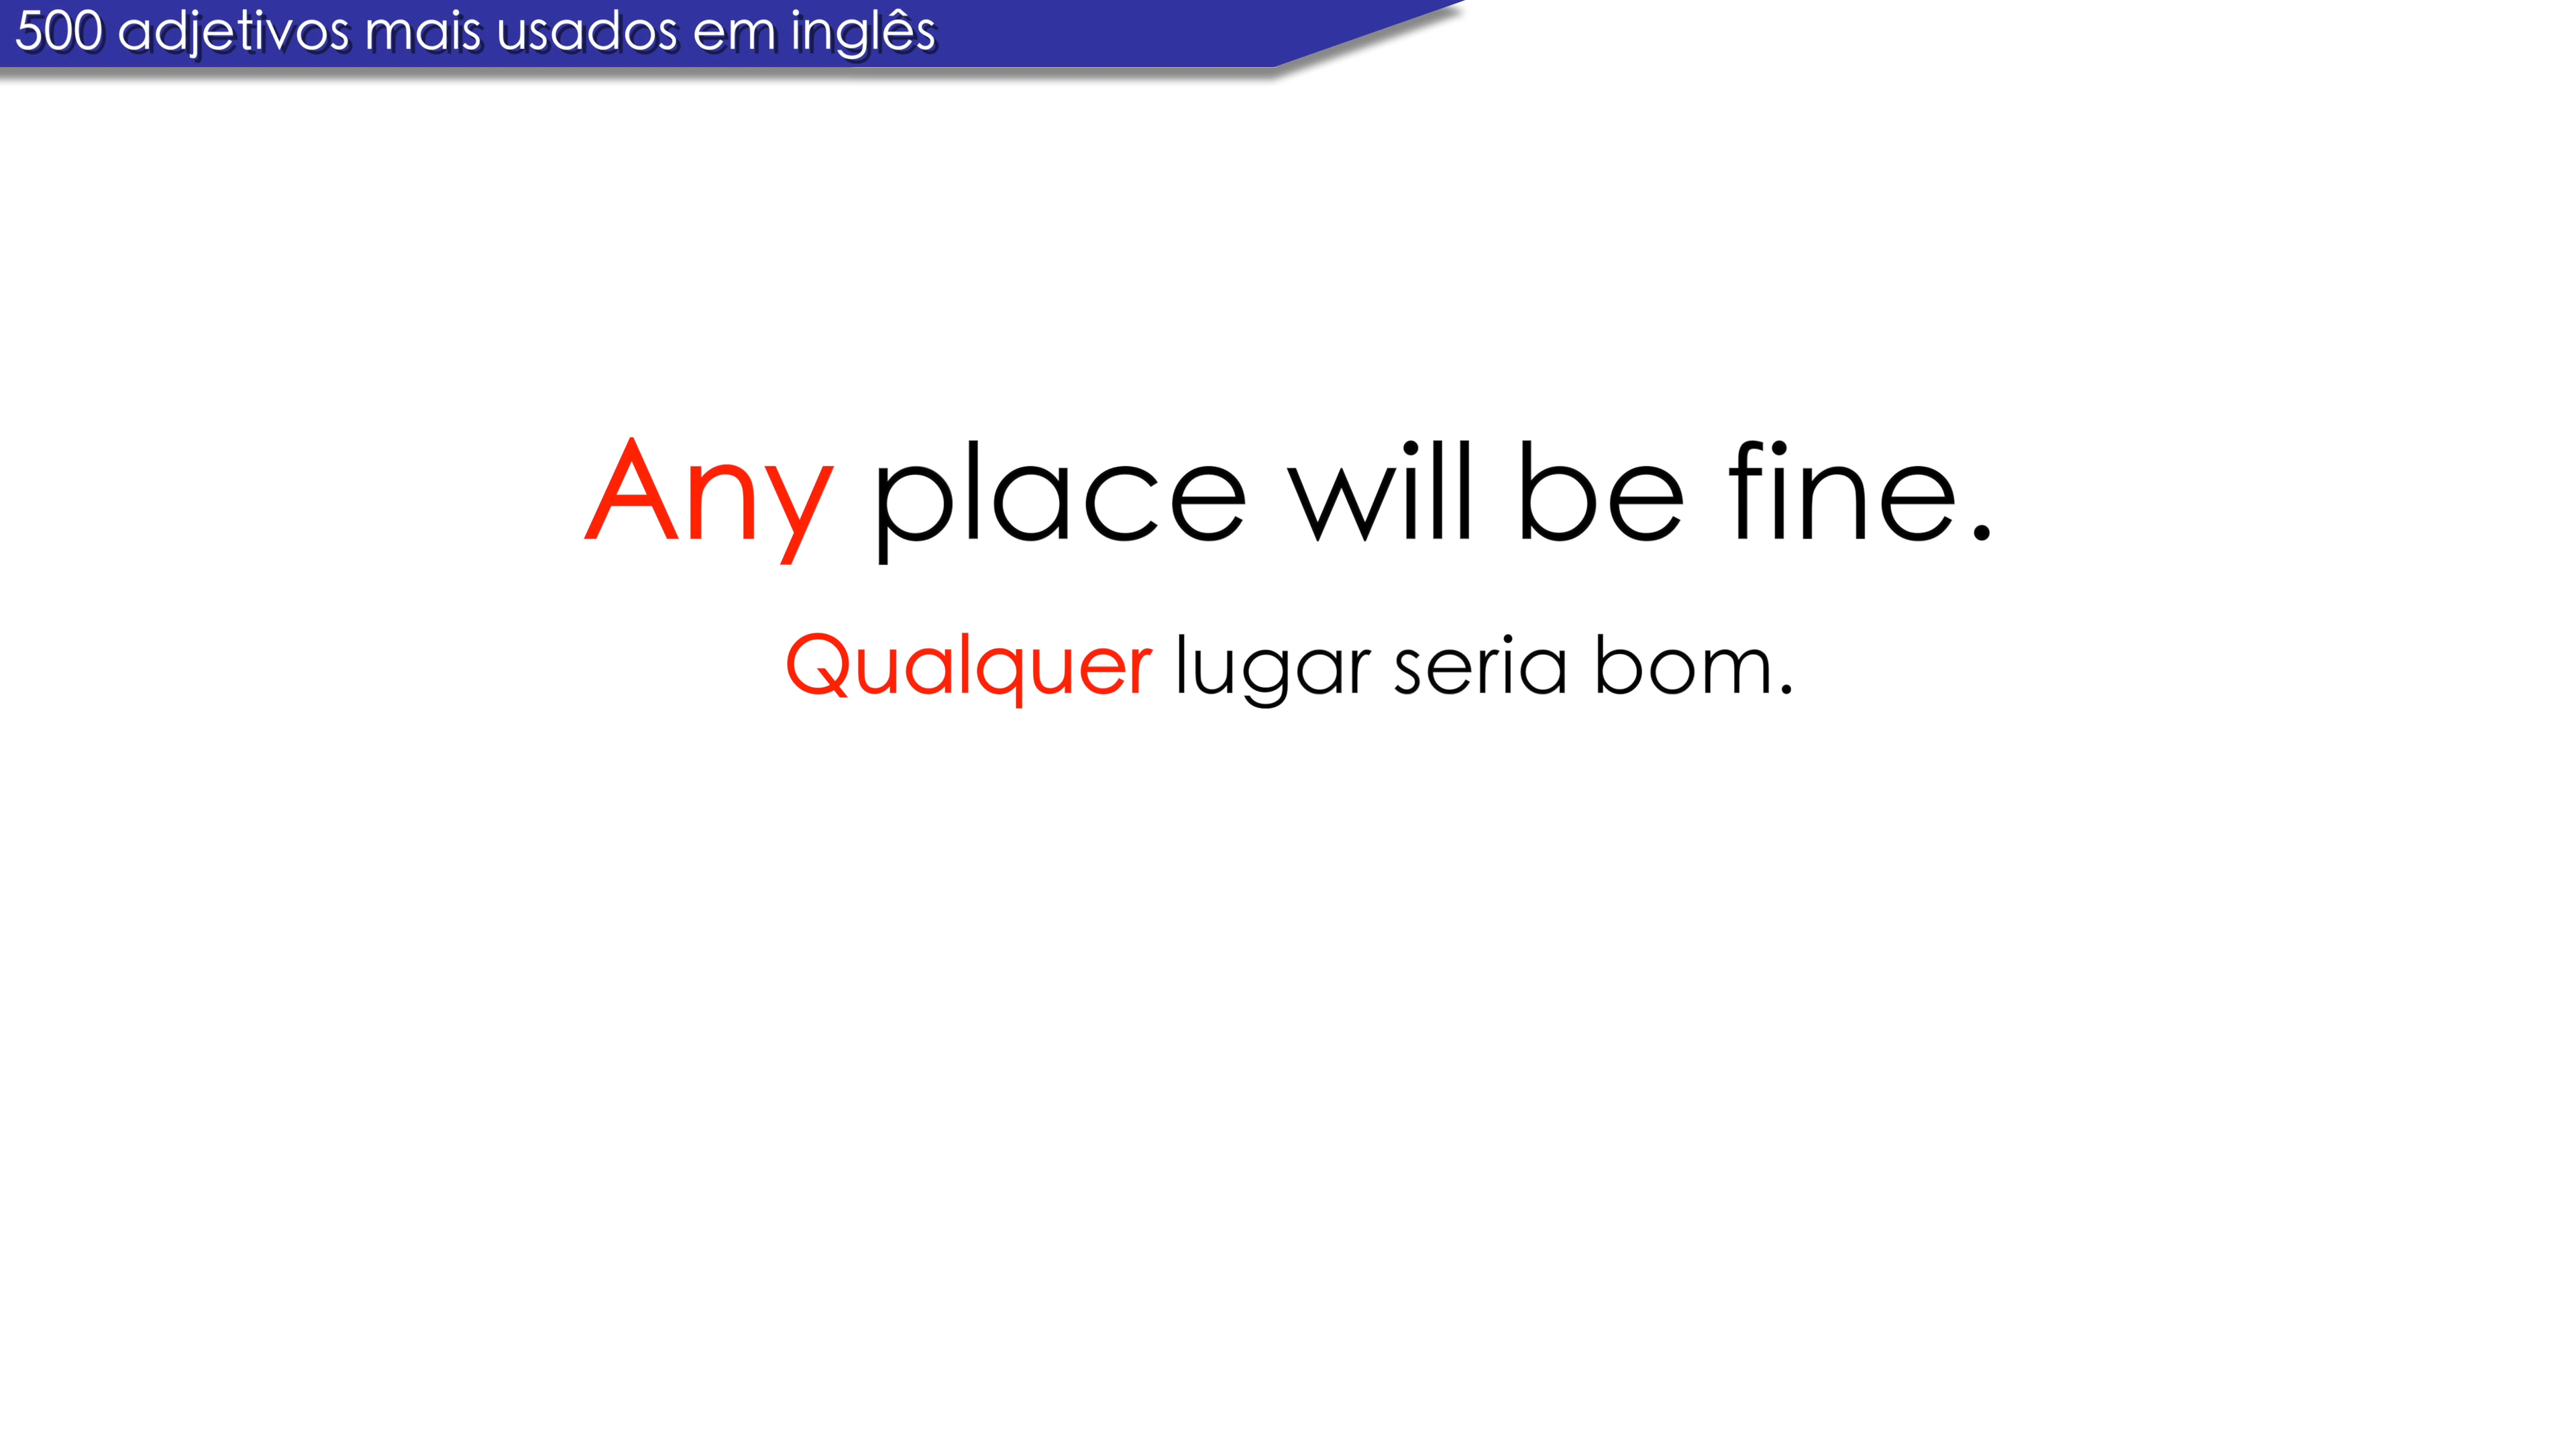 500 adjetivos mais usados em inglês
Any place will be fine.
Qualquer lugar seria bom.